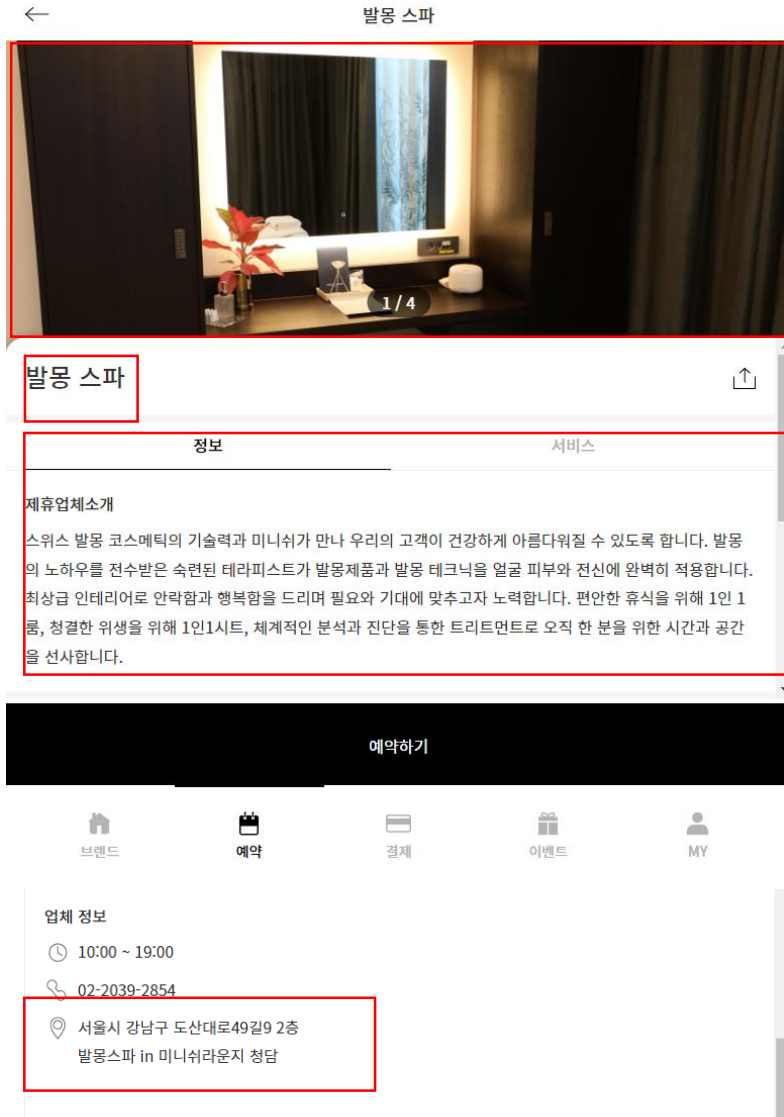 발몽 스파
1 / 4
발몽 스파
정보
서비스
제휴업체소개
스위스 발몽 코스메틱의 기술력과 미니쉬가 만나 우리의 고객이 건강하게 아름다워질 수 있도록 합니다. 발몽
의 노하우를 전수받은 숙련된 테라피스트가 발몽제품과 발몽 테크닉을 얼굴 피부와 전신에 완벽히 적용합니다.
최상급 인테리어로 안락함과 행복함을 드리며 필요와 기대에 맞추고자 노력합니다. 편안한 휴식을 위해 1인 1
룸, 청결한 위생을 위해 1인1시트, 체계적인 분석과 진단을 통한 트리트먼트로 오직 한 분을 위한 시간과 공간
을 선사합니다.
예약하기
브랜드
예약
결제
이벤트
MY
업체 정보
10:00 ~ 19:00
02-2039-2854
서울시 강남구 도산대로49길9 2층
발몽스파 in 미니쉬라운지 청담